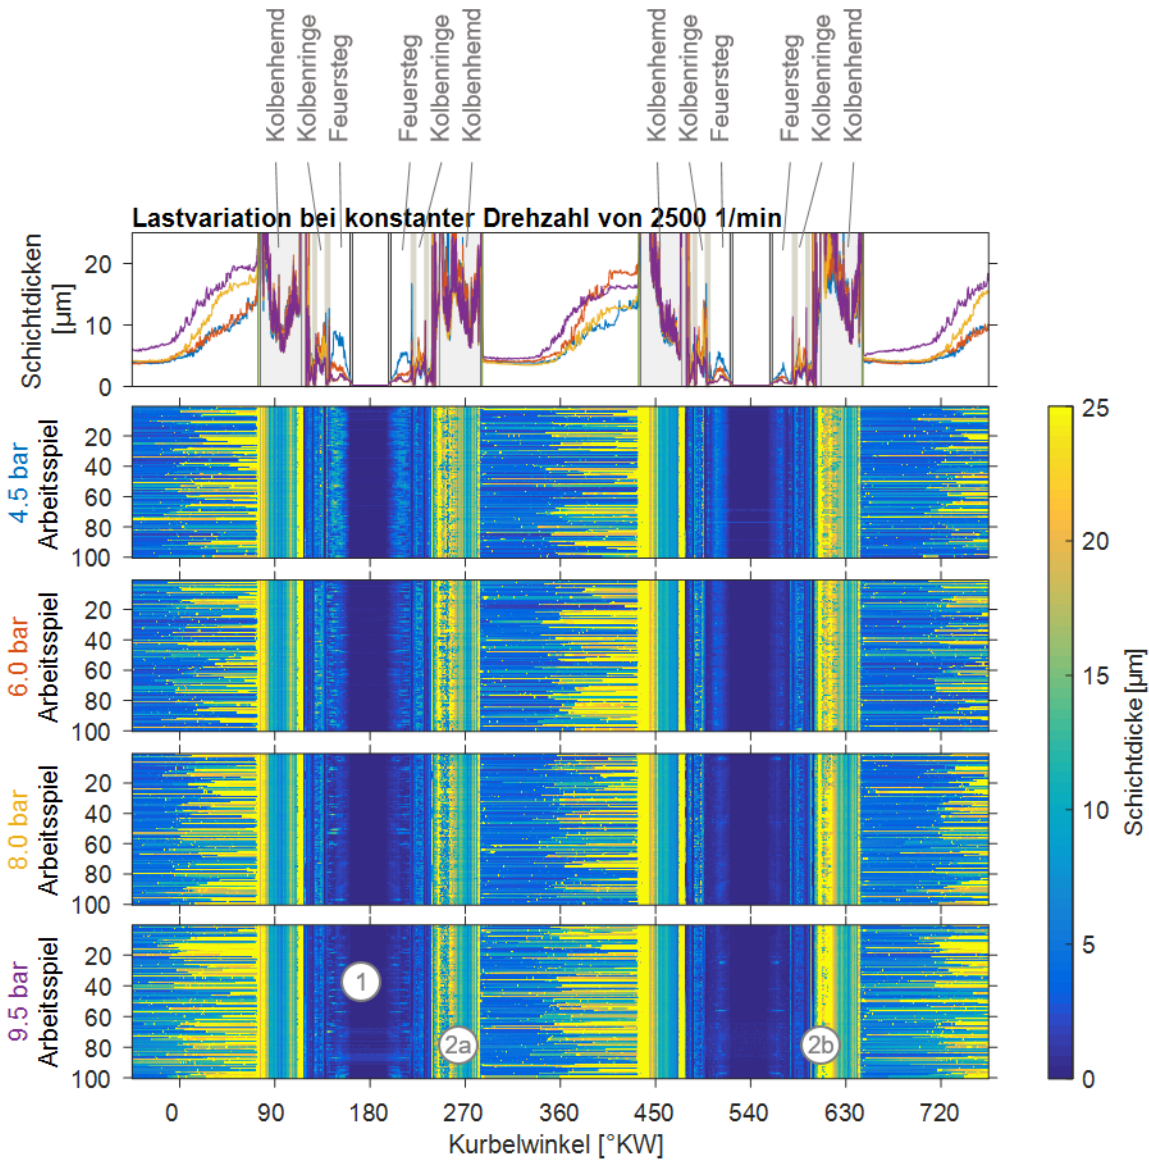 Kolbenhemd
Kolbenringe
Feuersteg
Feuersteg
Kolbenringe
Kolbenhemd
Kolbenhemd
Kolbenringe
Feuersteg
Feuersteg
Kolbenringe
Kolbenhemd
Lastvariation bei konstanter Drehzahl von 2500 1/min
Schichtdicken
[µm]
20
10
0
4.5 bar
Arbeitsspiel
20
40
60
80
100
6.0 bar
Arbeitsspiel
20
40
60
80
100
8.0 bar
Arbeitsspiel
20
40
60
80
100
9.5 bar
Arbeitsspiel
20
40
60
80
100
1
2a
2b
0 90 180 270 360 450 540 630 720
Kurbelwinkel [°KW]
25
20
15
10
5
0
Schichtdicke [µm]